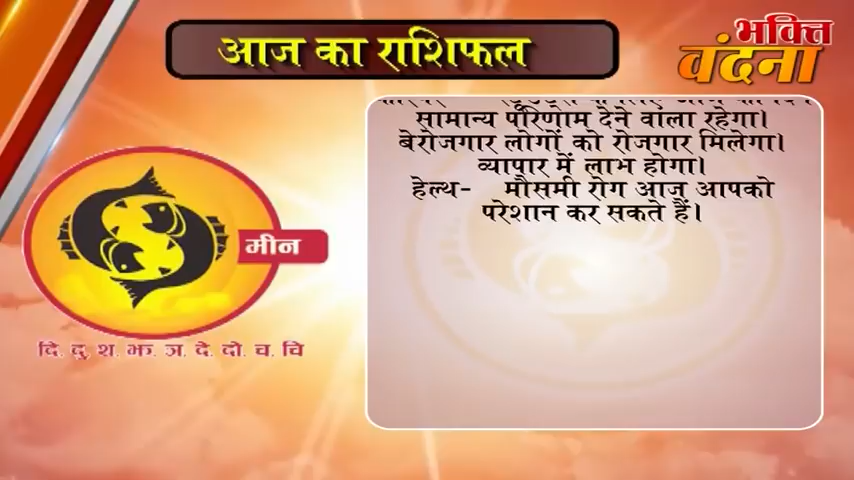 आज का राशिफल
भक्ति
वंदना
सामान्य परिणाम देने वाला रहेगा।
बेरोजगार लोगों को रोजगार मिलेगा।
व्यापार में लाभ होगा।
हेल्थ- मौसमी रोग आज आपको
परेशान कर सकते हैं।
मीन
दि. दु. श. झ. ञ. दे. दो. च. चि